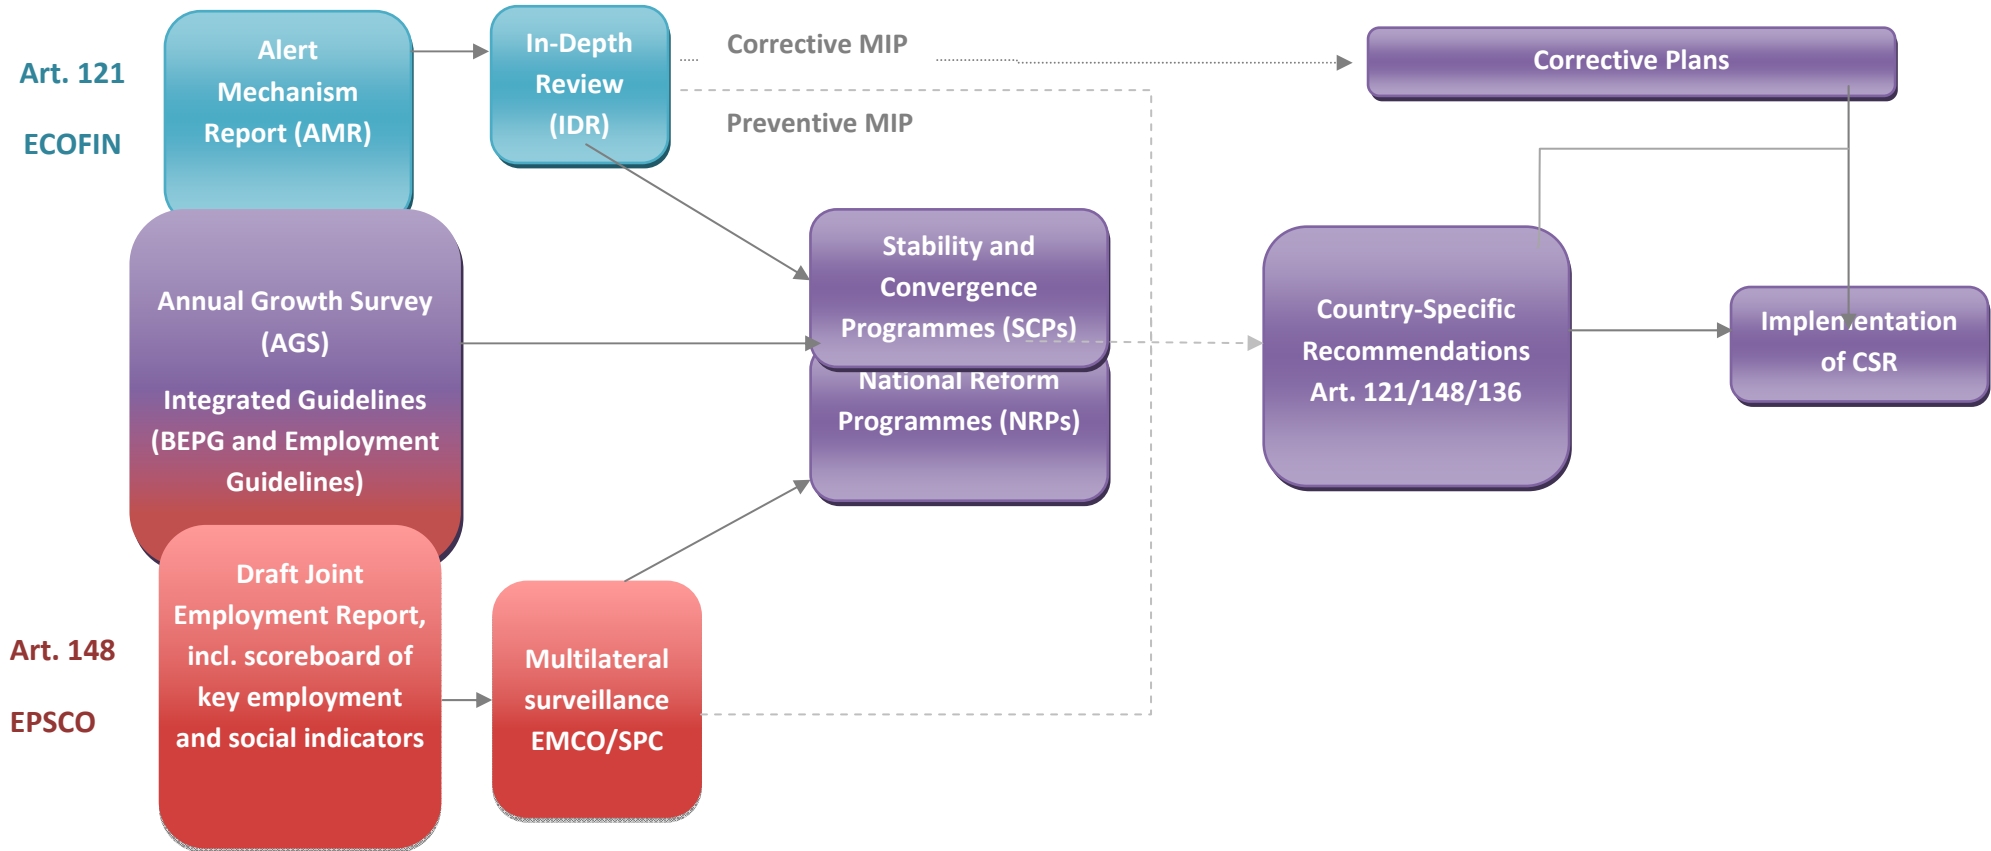 Art. 121
ECOFIN
Alert
Mechanism
Report (AMR)
In-Depth
Review
(IDR)
Corrective MIP
Preventive MIP
Corrective Plans
Annual Growth Survey
(AGS)
Integrated Guidelines
(BEPG and Employment
Guidelines)
Stability and
Convergence
Programmes (SCPs)
National Reform
Programmes (NRPs)
Country-Specific
Recommendations
Art. 121/148/136
Implementation
of CSR
Art. 148
EPSCO
Draft Joint
Employment Report,
incl. scoreboard of
key employment
and social indicators
Multilateral
surveillance
EMCO/SPC